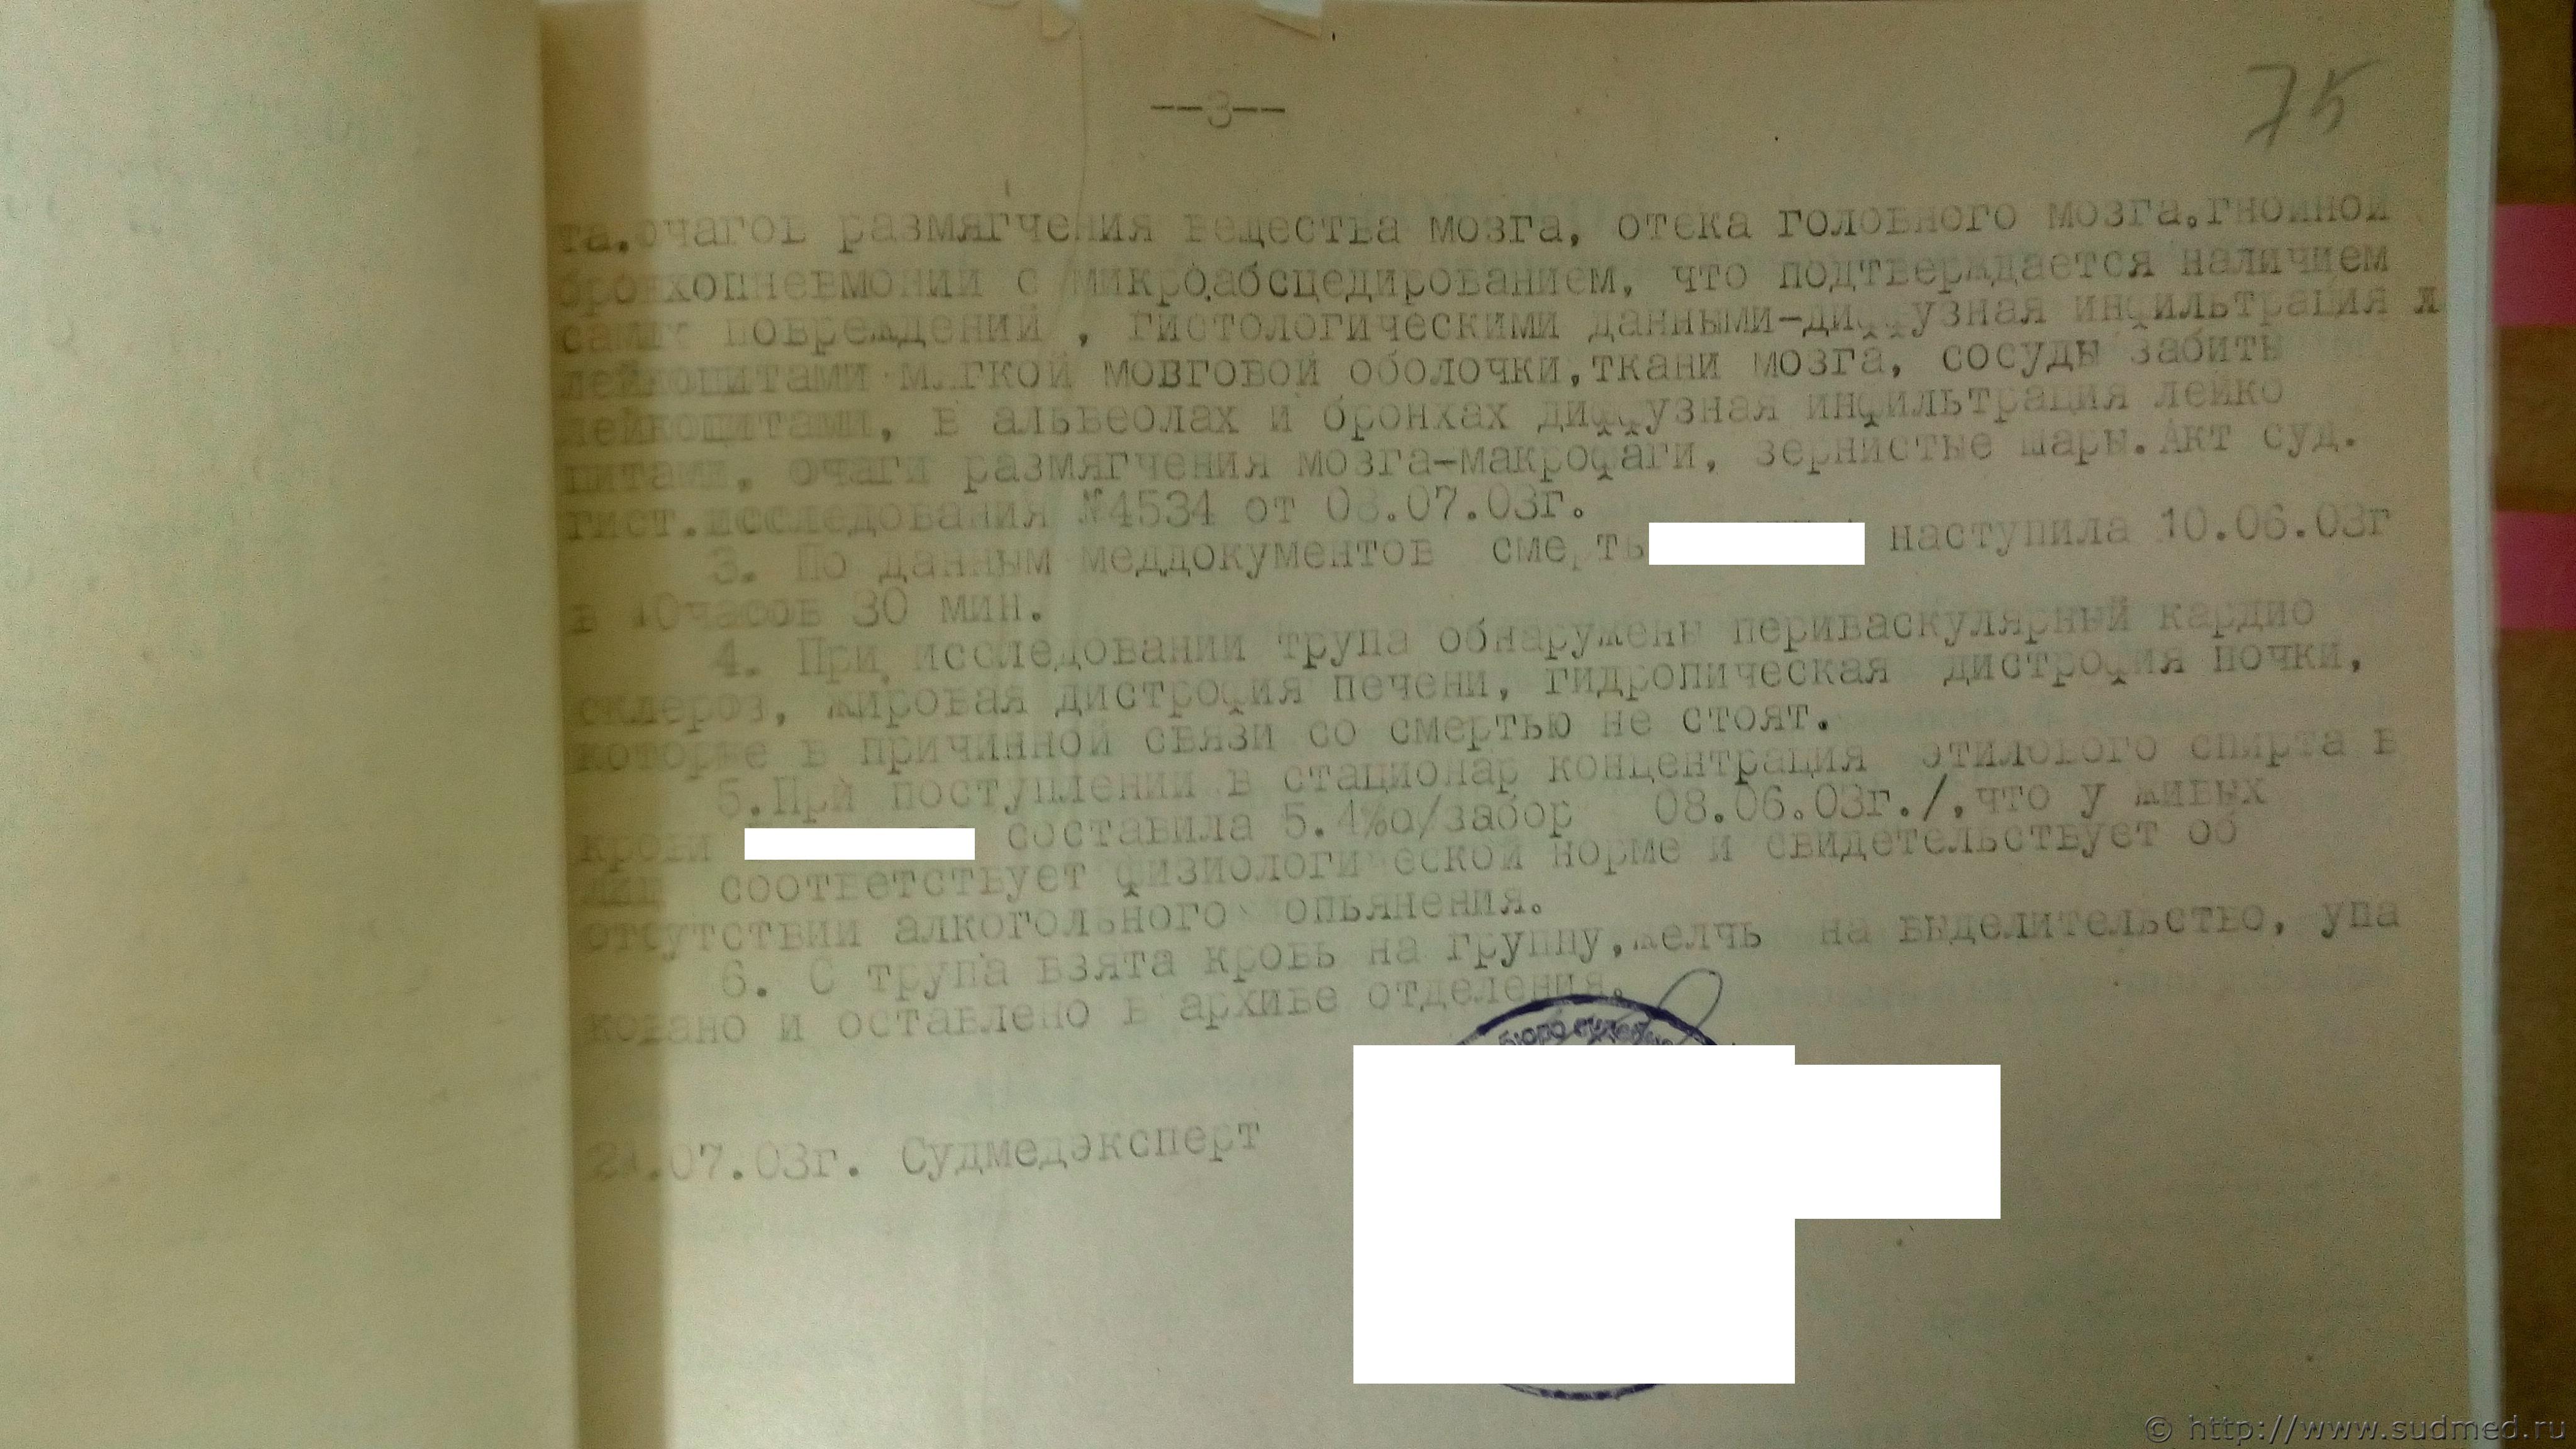 --3--
75
та.очагов размягчения вещества мозга, отека головного мозга.гнойной
бронхопневмонии с микроабсцедированием, что подтверждается наличием
самих повреждений , гистологическими данными-диффузная инфильтрация л
лейкоцитами мягкой мозговой оболочки,ткани мозга, сосуды забиты
лейкоцитами, в альвеолах и бронхах диффузная инфильтрация лейко
цитами, очаги размягчения мозга-макрофаги, зернистые шары.Акт суд.
гист.исследования №4534 от 08.07.03г.
3. По данным меддокументов смерть наступила 10.06.03г
в 10часов 30 мин.
4. При исследовании трупа обнаружены периваскулярный кардио
склероз, жировая дистрофия печени, гидропическая дистрофия почки,
которые в причинной связи со смертью не стоят.
5.При поступлении в стационар концентрация этилового спирта в
крови составила 5.4%о/забор 08.06.03г./,что у живых
лиц соответствует физиологической норме и свидетельствует об
отсутствии алкогольного опьянения.
6. С трупа взята кровь на группу,желчь на выделительство, упа
ковано и оставлено в архиве отделения.
бюро судебно
07.03г. Судмедэксперт
© http://www.sudmed.ru